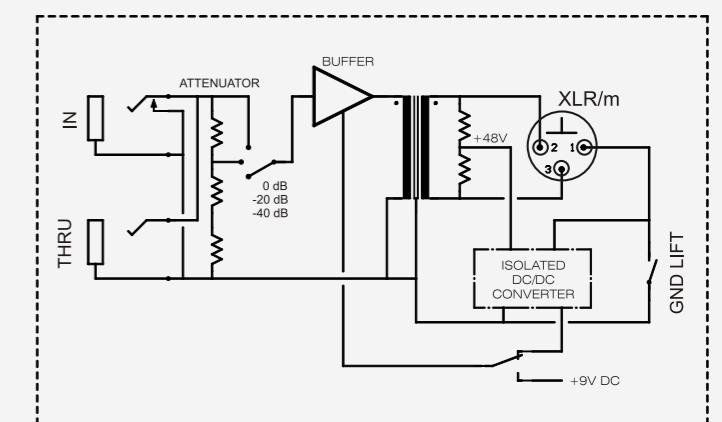 BUFFER
ATTENUATOR
XLR/m
IN
+48V
2
1
3
0 dB
-20 dB
-40 dB
THRU
ISOLATED
DC/DC
CONVERTER
GND LIFT
+9V DC